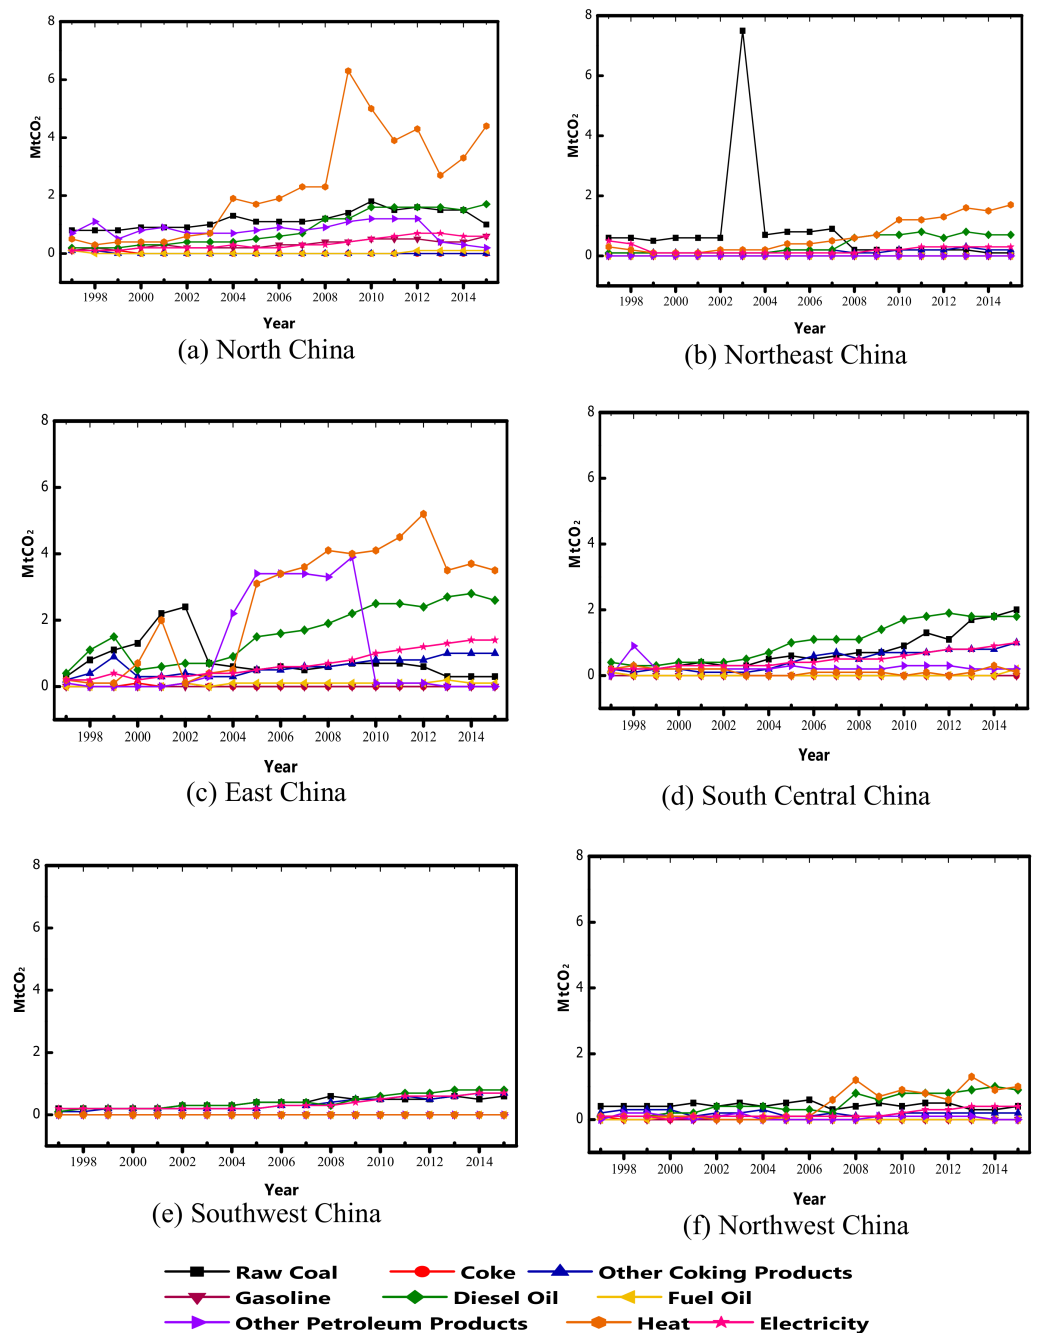 8
6
4
2
0
MtCO₂
1998 2000 2002 2004 2006 2008 2010 2012 2014
Year
(a) North China
8
6
4
2
0
MtCO₂
1998 2000 2002 2004 2006 2008 2010 2012 2014
Year
(b) Northeast China
8
6
4
2
0
MtCO₂
1998 2000 2002 2004 2006 2008 2010 2012 2014
Year
(c) East China
8
6
4
2
0
MtCO₂
1998 2000 2002 2004 2006 2008 2010 2012 2014
Year
(d) South Central China
8
6
4
2
0
MtCO₂
1998 2000 2002 2004 2006 2008 2010 2012 2014
Year
(e) Southwest China
8
6
4
2
0
MtCO₂
1998 2000 2002 2004 2006 2008 2010 2012 2014
Year
(f) Northwest China
Raw Coal Coke Other Coking Products
Gasoline Diesel Oil Fuel Oil
Other Petroleum Products Heat Electricity